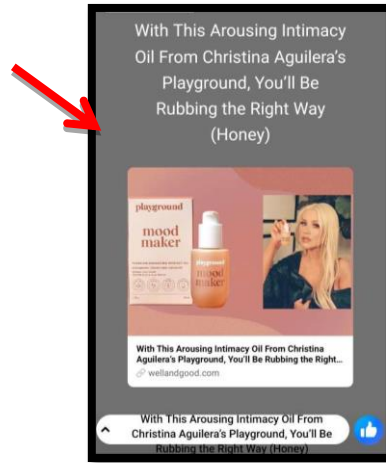 With This Arousing Intimacy
Oil From Christina Aguilera's
Playground, You'll Be
Rubbing the Right Way
(Honey)
playground
mood
maker
playground
mood
maker
With This Arousing Intimacy Oil From Christina
Aguilera's Playground, You'll Be Rubbing the Right...
wellandgood.com
With This Arousing Intimacy Oil From
Christina Aguilera's Playground, You'll Be
Rubbing the Right Way (Honey)